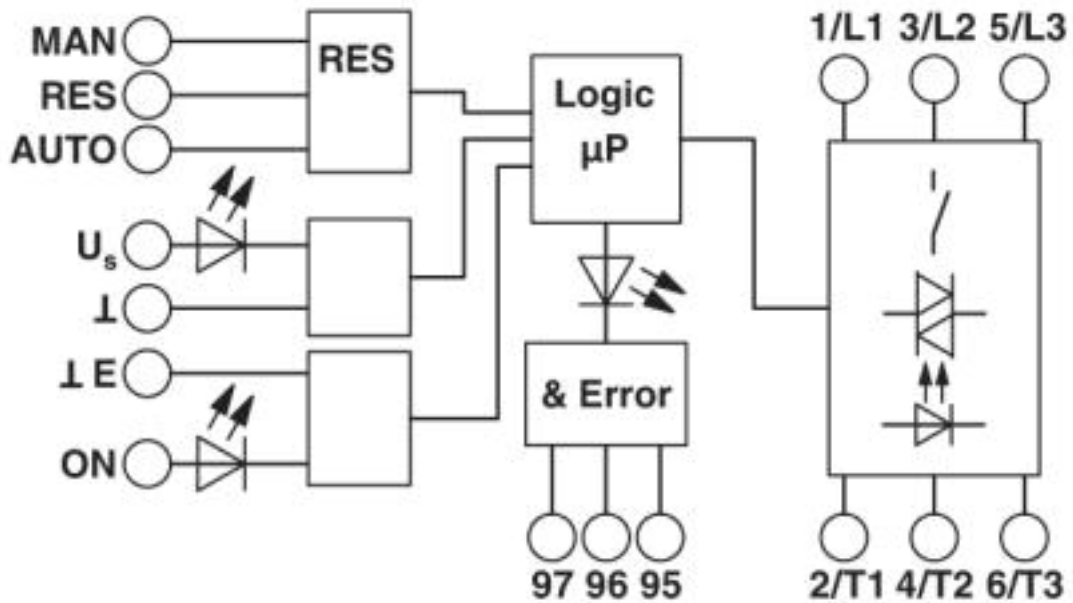 MAN
RES
AUTO
RES
Logic
µP
1/L1 3/L2 5/L3
Us
⊥
⊥ E
ON
& Error
97 96 95
2/T1 4/T2 6/T3